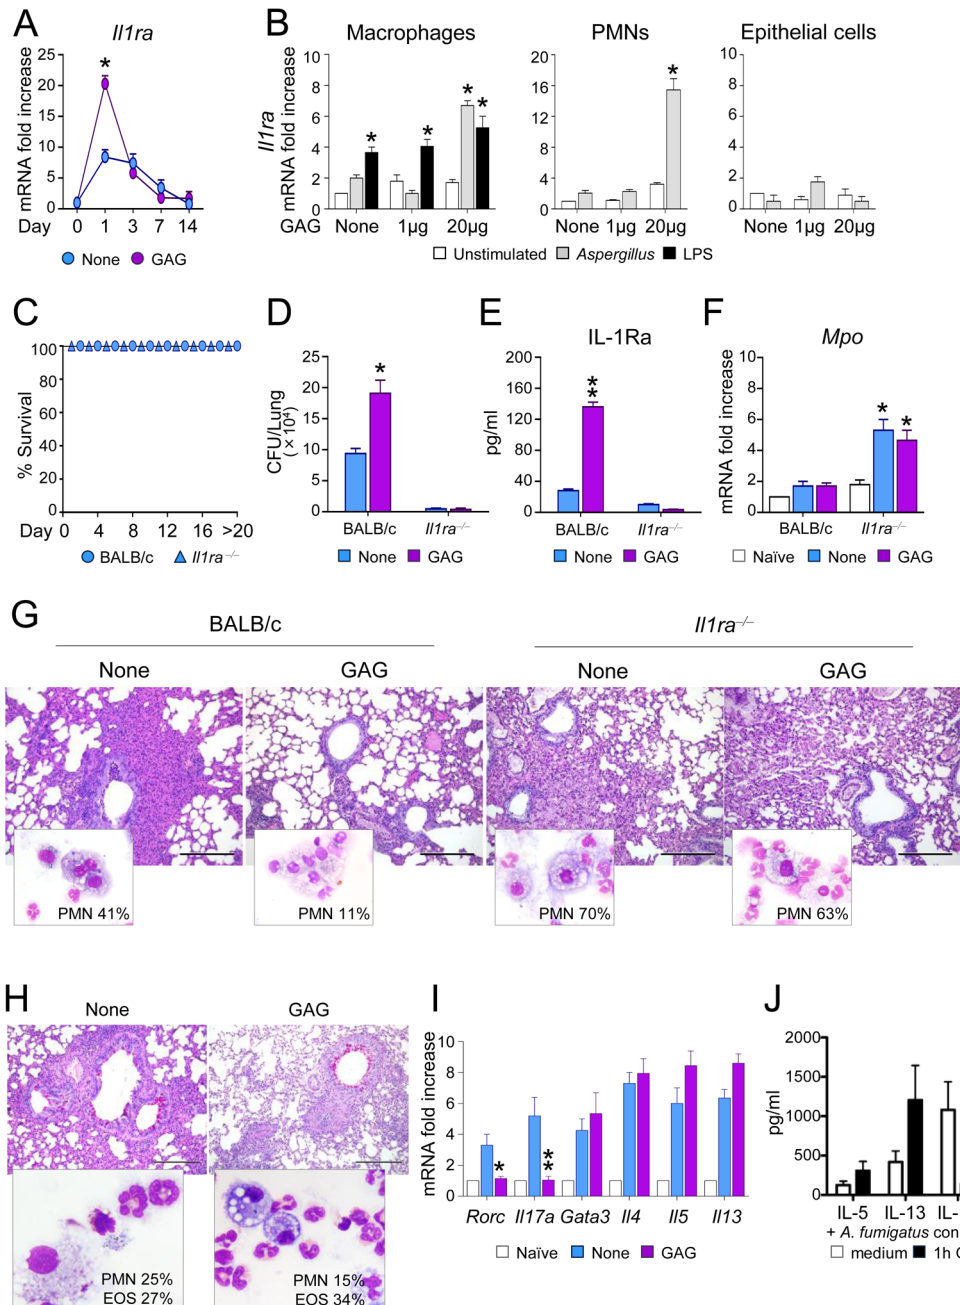 A
Il1ra
mRNA fold increase
25
20
15
10
5
0
Day 0 1 3 7 14
*
None GAG
B
Macrophages PMNs Epithelial cells
Il1ra
mRNA fold increase
10
8
6
4
2
0
* * * *
20
16
12
8
4
0
*
10
8
6
4
2
0
GAG None 1µg 20µg None 1µg 20µg None 1µg 20µg
Unstimulated Aspergillus LPS
C
% Survival
100
80
60
40
20
0
Day 0 4 8 12 16 >20
BALB/c Il1ra–/–
D
CFU/Lung
(×10⁴)
25
20
15
10
5
0
*
BALB/c Il1ra–/–
None GAG
E
IL-1Ra
pg/ml
200
160
120
80
40
0
**
BALB/c Il1ra–/–
None GAG
F
Mpo
mRNA fold increase
10
8
6
4
2
0
* *
BALB/c Il1ra–/–
Naïve None GAG
G
BALB/c Il1ra–/–
None GAG None GAG
PMN 41% PMN 11% PMN 70% PMN 63%
H
None GAG
PMN 25%
EOS 27%
PMN 15%
EOS 34%
I
mRNA fold increase
10
8
6
4
2
0
* **
Rorc Il17a Gata3 Il4 Il5 Il13
Naïve None GAG
J
pg/ml
2000
1500
1000
500
0
IL-5 IL-13 IL-
+ A. fumigatus con
medium 1h